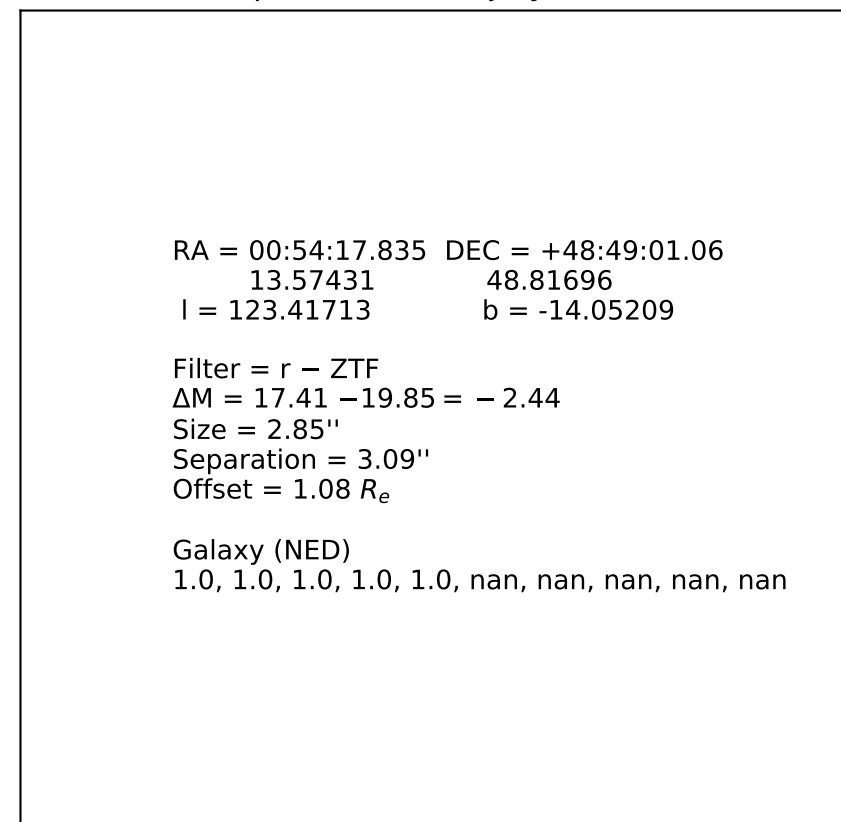 RA = 00:54:17.835 DEC = +48:49:01.06
13.57431 48.81696
l = 123.41713 b = -14.05209
Filter = r − ZTF
ΔM = 17.41 −19.85 = − 2.44
Size = 2.85''
Separation = 3.09''
Offset = 1.08 Re
Galaxy (NED)
1.0, 1.0, 1.0, 1.0, 1.0, nan, nan, nan, nan, nan